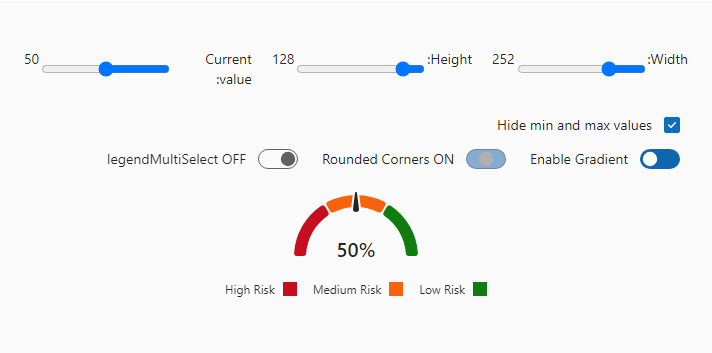 Width:
252
Height:
128
Current
value:
50
Hide min and max values
Enable Gradient
Rounded Corners ON
legendMultiSelect OFF
50%
High Risk
Medium Risk
Low Risk